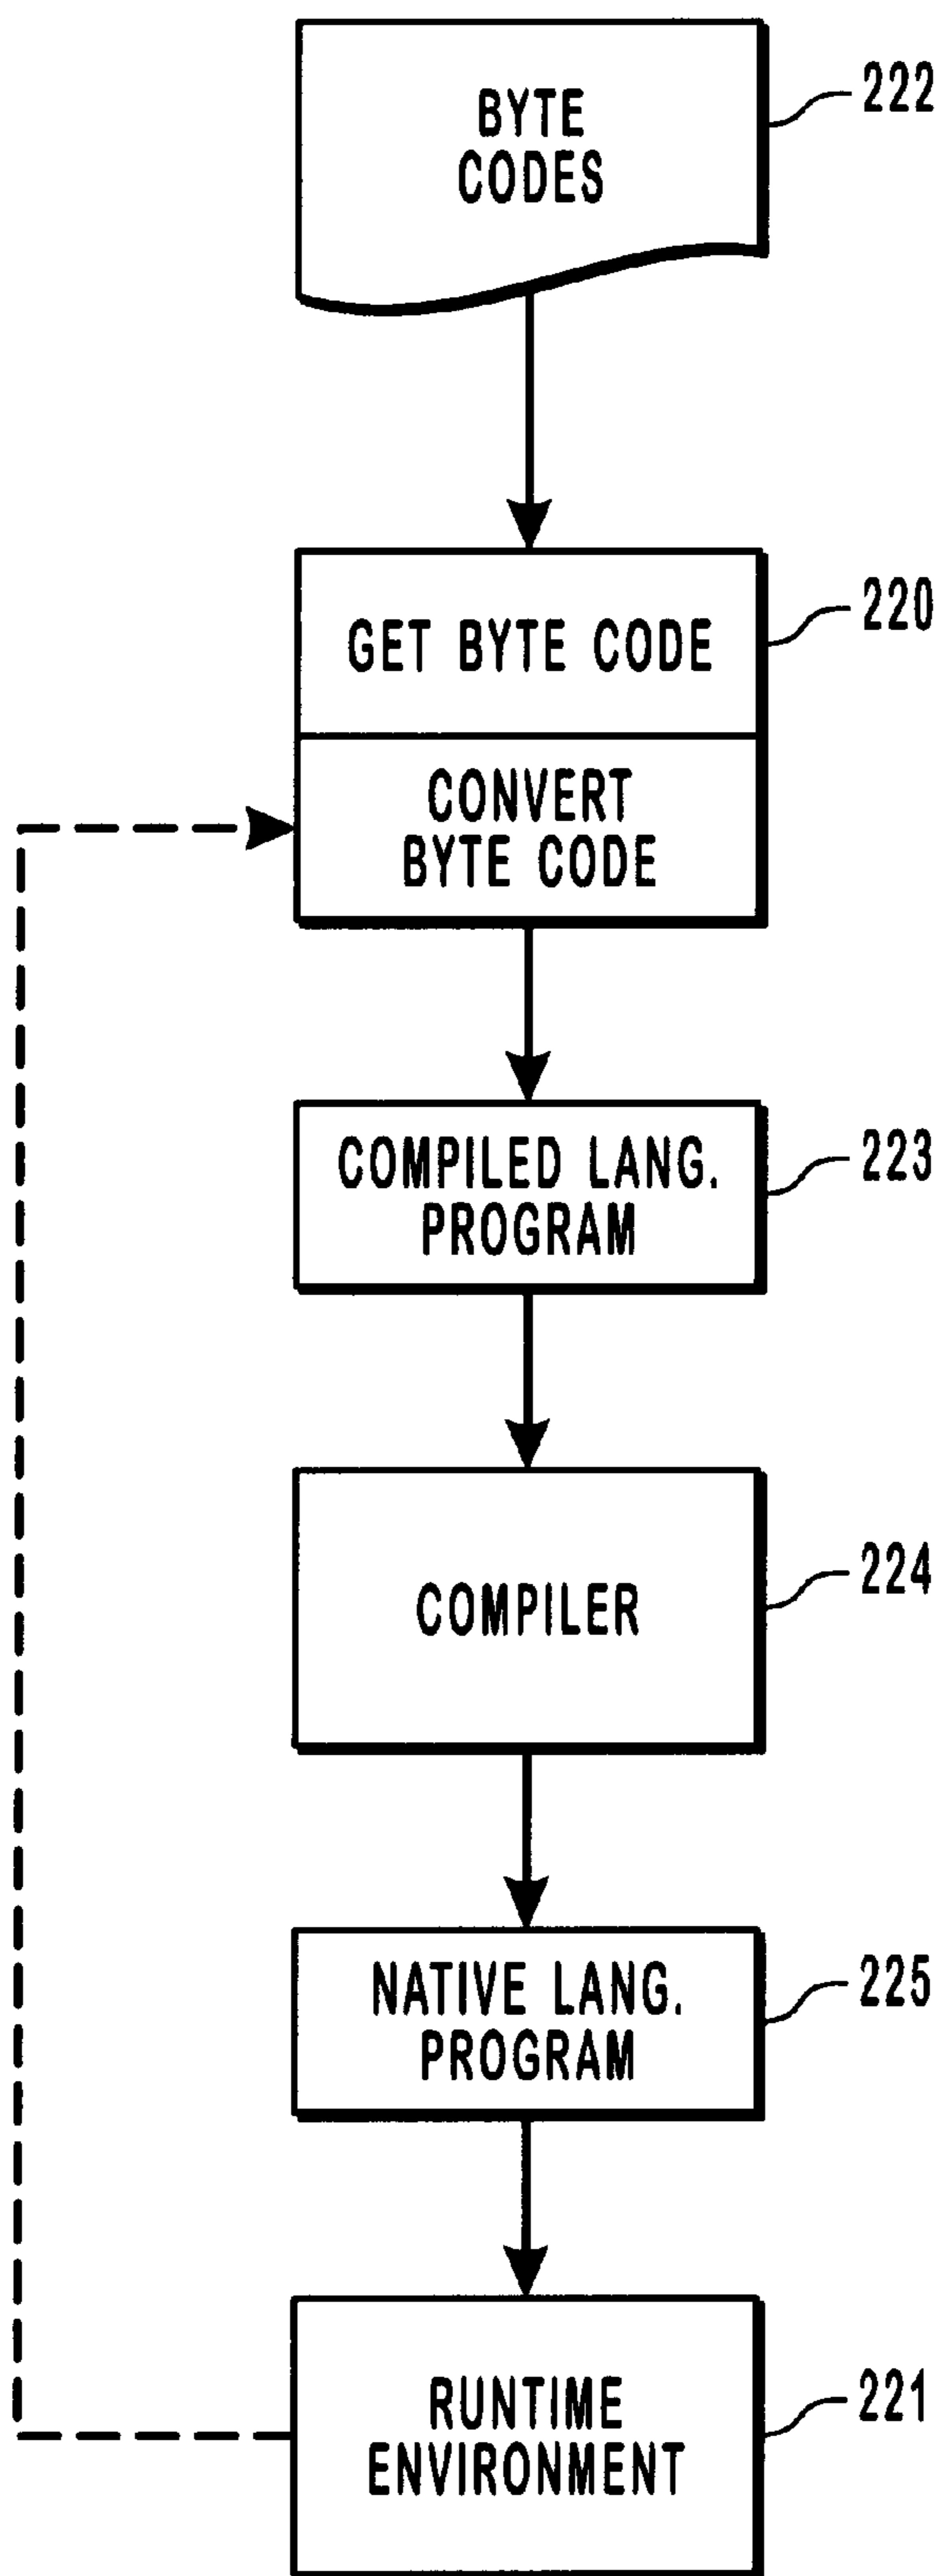 BYTE
CODES
222
GET BYTE CODE
220
CONVERT
BYTE CODE
COMPILED LANG.
PROGRAM
223
COMPILER
224
NATIVE LANG.
PROGRAM
225
RUNTIME
ENVIRONMENT
221